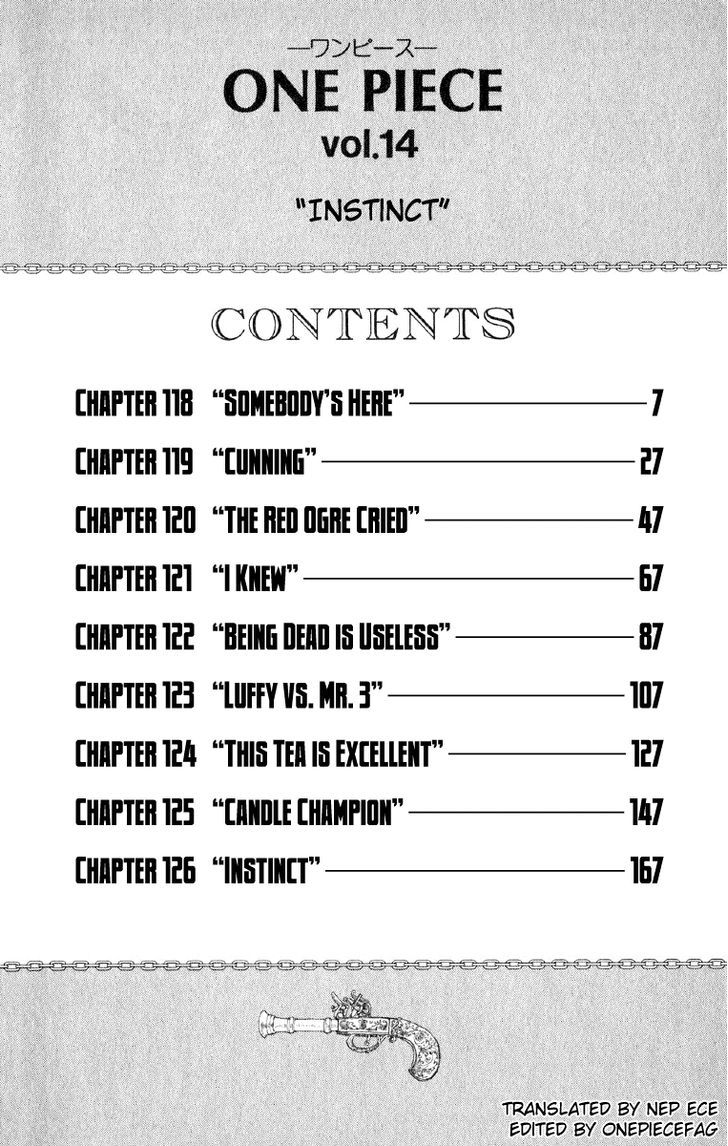 —ワンピース—
ONE PIECE
vol.14
"INSTINCT"
CONTENTS
CHAPTER 118 “SOMEBODY’S HERE” 7
CHAPTER 119 “CUNNING” 27
CHAPTER 120 “THE RED OGRE CRIED” 47
CHAPTER 121 “I KNEW” 67
CHAPTER 122 “BEING DEAD IS USELESS” 87
CHAPTER 123 “LUFFY VS. MR. 3” 107
CHAPTER 124 “THIS TEA IS EXCELLENT” 127
CHAPTER 125 “CANDLE CHAMPION” 147
CHAPTER 126 “INSTINCT” 167
TRANSLATED BY NEP ECE
EDITED BY ONEPIECEFAG